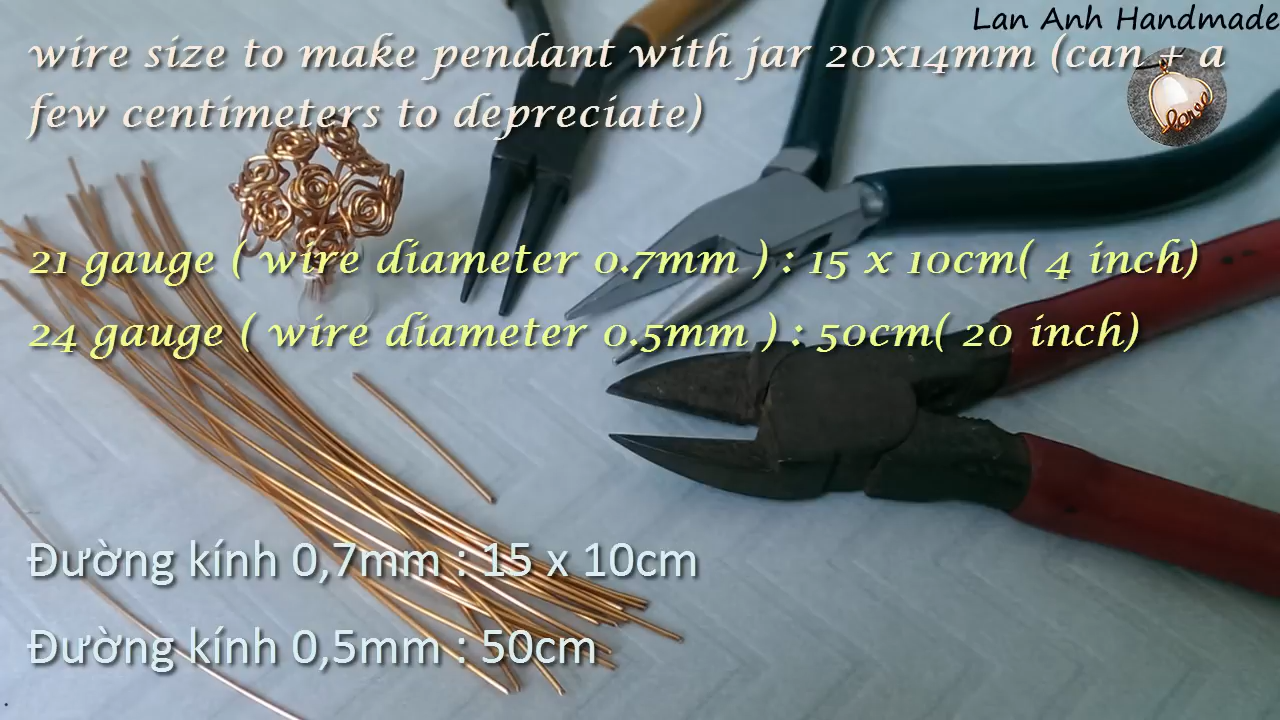 Lan Anh Handmade
wire size to make pendant with jar 20x14mm (can + a
few centimeters to depreciate)
21 gauge ( wire diameter 0.7mm ) : 15 x 10cm( 4 inch)
24 gauge ( wire diameter 0.5mm ) : 50cm( 20 inch)
Đường kính 0,7mm : 15 x 10cm
Đường kính 0,5mm : 50cm